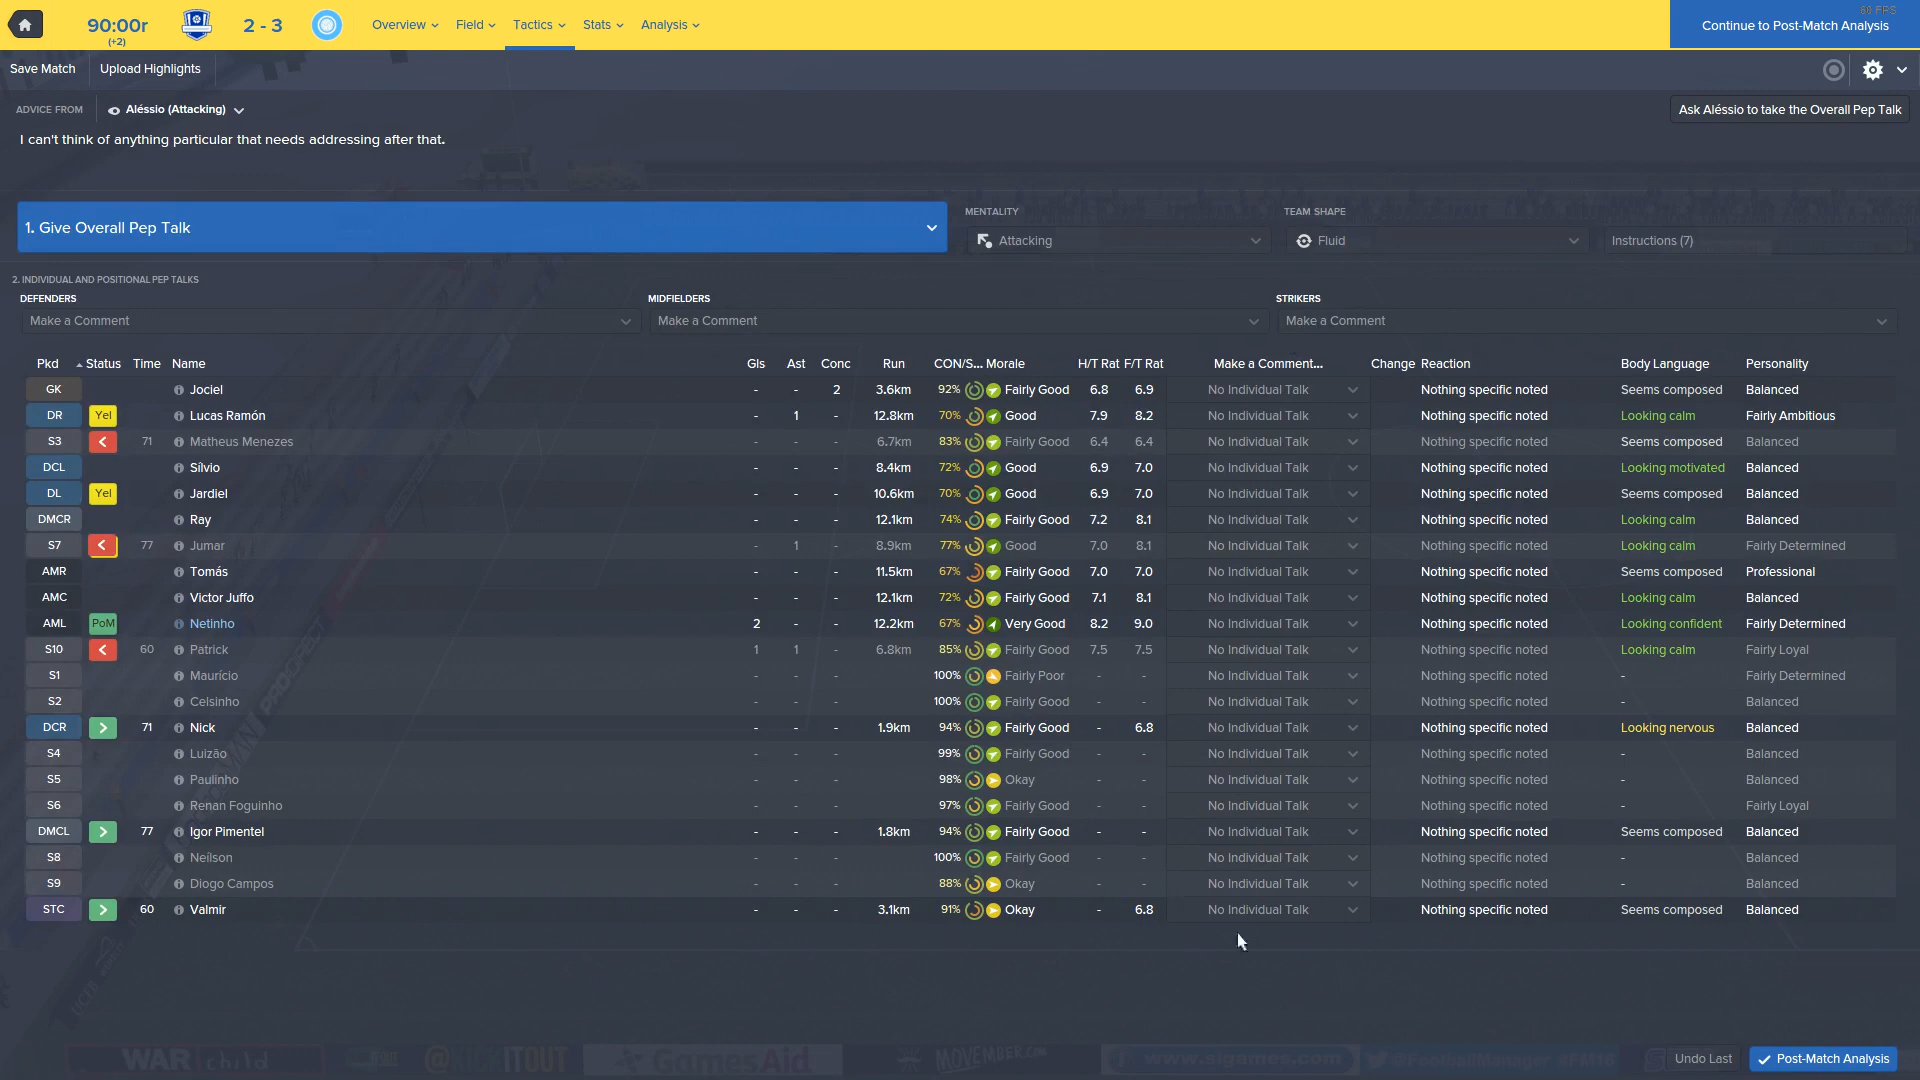 60 FPS
90:00r (+2) 2 - 3 Overview Field Tactics Stats Analysis Continue to Post-Match Analysis
Save Match Upload Highlights
ADVICE FROM Aléssio (Attacking) Ask Aléssio to take the Overall Pep Talk
I can't think of anything particular that needs addressing after that.
MENTALITY TEAM SHAPE
1. Give Overall Pep Talk Attacking Fluid Instructions (7)
2. INDIVIDUAL AND POSITIONAL PEP TALKS
DEFENDERS MIDFIELDERS STRIKERS
Make a Comment Make a Comment Make a Comment
Pkd Status Time Name Gls Ast Conc Run CON/S... Morale H/T Rat F/T Rat Make a Comment... Change Reaction Body Language Personality
GK Jociel - - 2 3.6km 92% Fairly Good 6.8 6.9 No Individual Talk Nothing specific noted Seems composed Balanced
DR Yel Lucas Ramón - 1 - 12.8km 70% Good 7.9 8.2 No Individual Talk Nothing specific noted Looking calm Fairly Ambitious
S3 71 Matheus Menezes - - - 6.7km 83% Fairly Good 6.4 6.4 No Individual Talk Nothing specific noted Seems composed Balanced
DCL Sílvio - - - 8.4km 72% Good 6.9 7.0 No Individual Talk Nothing specific noted Looking motivated Balanced
DL Yel Jardiel - - - 10.6km 70% Good 6.9 7.0 No Individual Talk Nothing specific noted Seems composed Balanced
DMCR Ray - - - 12.1km 74% Fairly Good 7.2 8.1 No Individual Talk Nothing specific noted Looking calm Balanced
S7 77 Jumar - 1 - 8.9km 77% Good 7.0 8.1 No Individual Talk Nothing specific noted Looking calm Fairly Determined
AMR Tomás - - - 11.5km 67% Fairly Good 7.0 7.0 No Individual Talk Nothing specific noted Seems composed Professional
AMC Victor Juffo - - - 12.1km 72% Fairly Good 7.1 8.1 No Individual Talk Nothing specific noted Looking calm Balanced
AML PoM Netinho 2 - - 12.2km 67% Very Good 8.2 9.0 No Individual Talk Nothing specific noted Looking confident Fairly Determined
S10 60 Patrick 1 1 - 6.8km 85% Fairly Good 7.5 7.5 No Individual Talk Nothing specific noted Looking calm Fairly Loyal
S1 Maurício 100% Fairly Poor - - No Individual Talk Nothing specific noted - Fairly Determined
S2 Celsinho 100% Fairly Good - - No Individual Talk Nothing specific noted - Balanced
DCR 71 Nick - - - 1.9km 94% Fairly Good - 6.8 No Individual Talk Nothing specific noted Looking nervous Balanced
S4 Luizão - - - 99% Fairly Good - - No Individual Talk Nothing specific noted - Balanced
S5 Paulinho - - - 98% Okay - - No Individual Talk Nothing specific noted - Balanced
S6 Renan Foguinho - - - 97% Fairly Good - - No Individual Talk Nothing specific noted - Fairly Loyal
DMCL 77 Igor Pimentel - - - 1.8km 94% Fairly Good - - No Individual Talk Nothing specific noted Seems composed Balanced
S8 Neílson - - - 100% Fairly Good - - No Individual Talk Nothing specific noted - Balanced
S9 Diogo Campos - - - 88% Okay - - No Individual Talk Nothing specific noted - Balanced
STC 60 Valmir - - - 3.1km 91% Okay - 6.8 No Individual Talk Nothing specific noted Seems composed Balanced
WAR child @KICKITOUT GamesAid MOVEMBER.COM www.sigames.com @FootballManager #FM16 Undo Last Post-Match Analysis